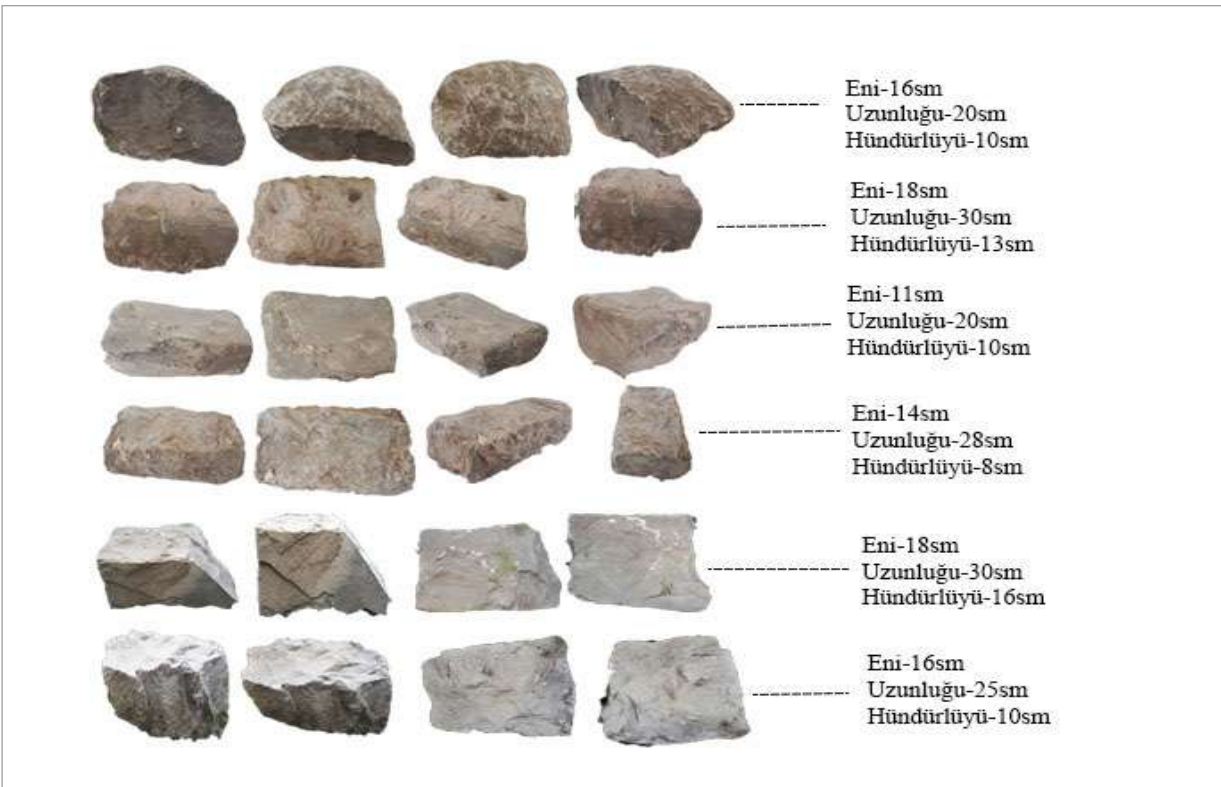 Eni-16sm
Uzunluğu-20sm
Hündürlüyü-10sm
Eni-18sm
Uzunluğu-30sm
Hündürlüyü-13sm
Eni-11sm
Uzunluğu-20sm
Hündürlüyü-10sm
Eni-14sm
Uzunluğu-28sm
Hündürlüyü-8sm
Eni-18sm
Uzunluğu-30sm
Hündürlüyü-16sm
Eni-16sm
Uzunluğu-25sm
Hündürlüyü-10sm